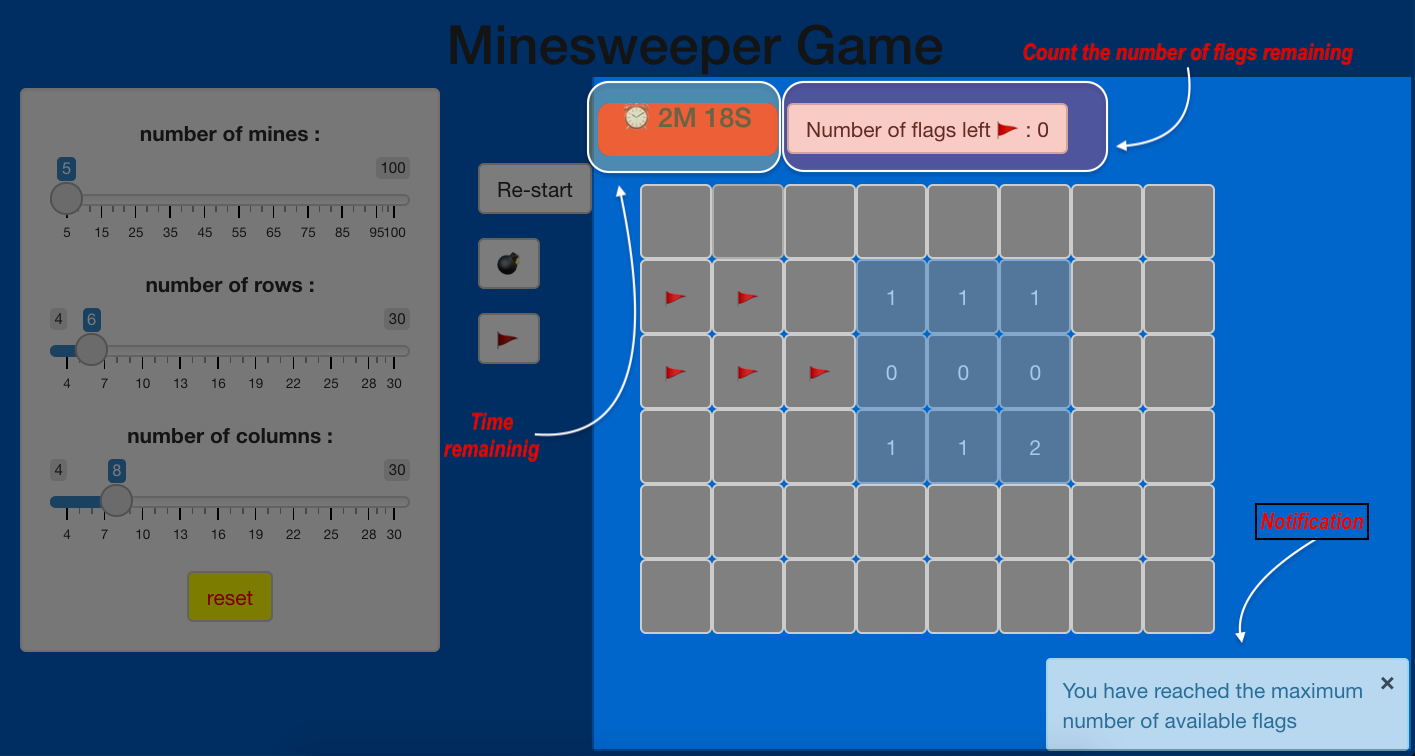 Minesweeper Game
Count the number of flags remaining
number of mines :
5 100
5 15 25 35 45 55 65 75 85 95100
number of rows :
4 6 30
4 7 10 13 16 19 22 25 28 30
number of columns :
4 8 30
4 7 10 13 16 19 22 25 28 30
reset
Re-start
2M 18S
Number of flags left : 0
1 1 1
0 0 0
1 1 2
Time
remaininig
Notification
You have reached the maximum ×
number of available flags